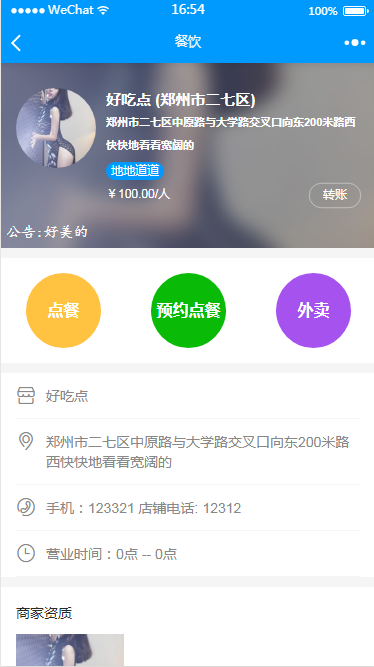 WeChat 16:54 100%
餐饮
好吃点 (郑州市二七区)
郑州市二七区中原路与大学路交叉口向东200米路西
快快地看看宽阔的
地地道道
￥100.00/人
转账
公告:好美的
点餐 预约点餐 外卖
好吃点
郑州市二七区中原路与大学路交叉口向东200米路
西快快地看看宽阔的
手机：123321 店铺电话: 12312
营业时间：0点 -- 0点
商家资质